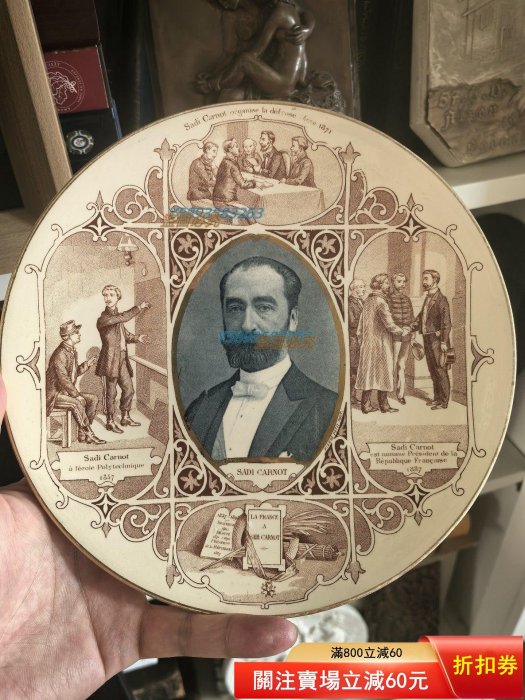 Sadi Carnot organise la défense
1871
Sadi Carnot
à l'école Polytechnique
1857
SADI CARNOT
Sadi Carnot
est nommé Président de la
République Française
1887
LA FRANCE
A
SADI CARNOT
滿800立減60
關注賣場立減60元
折扣券